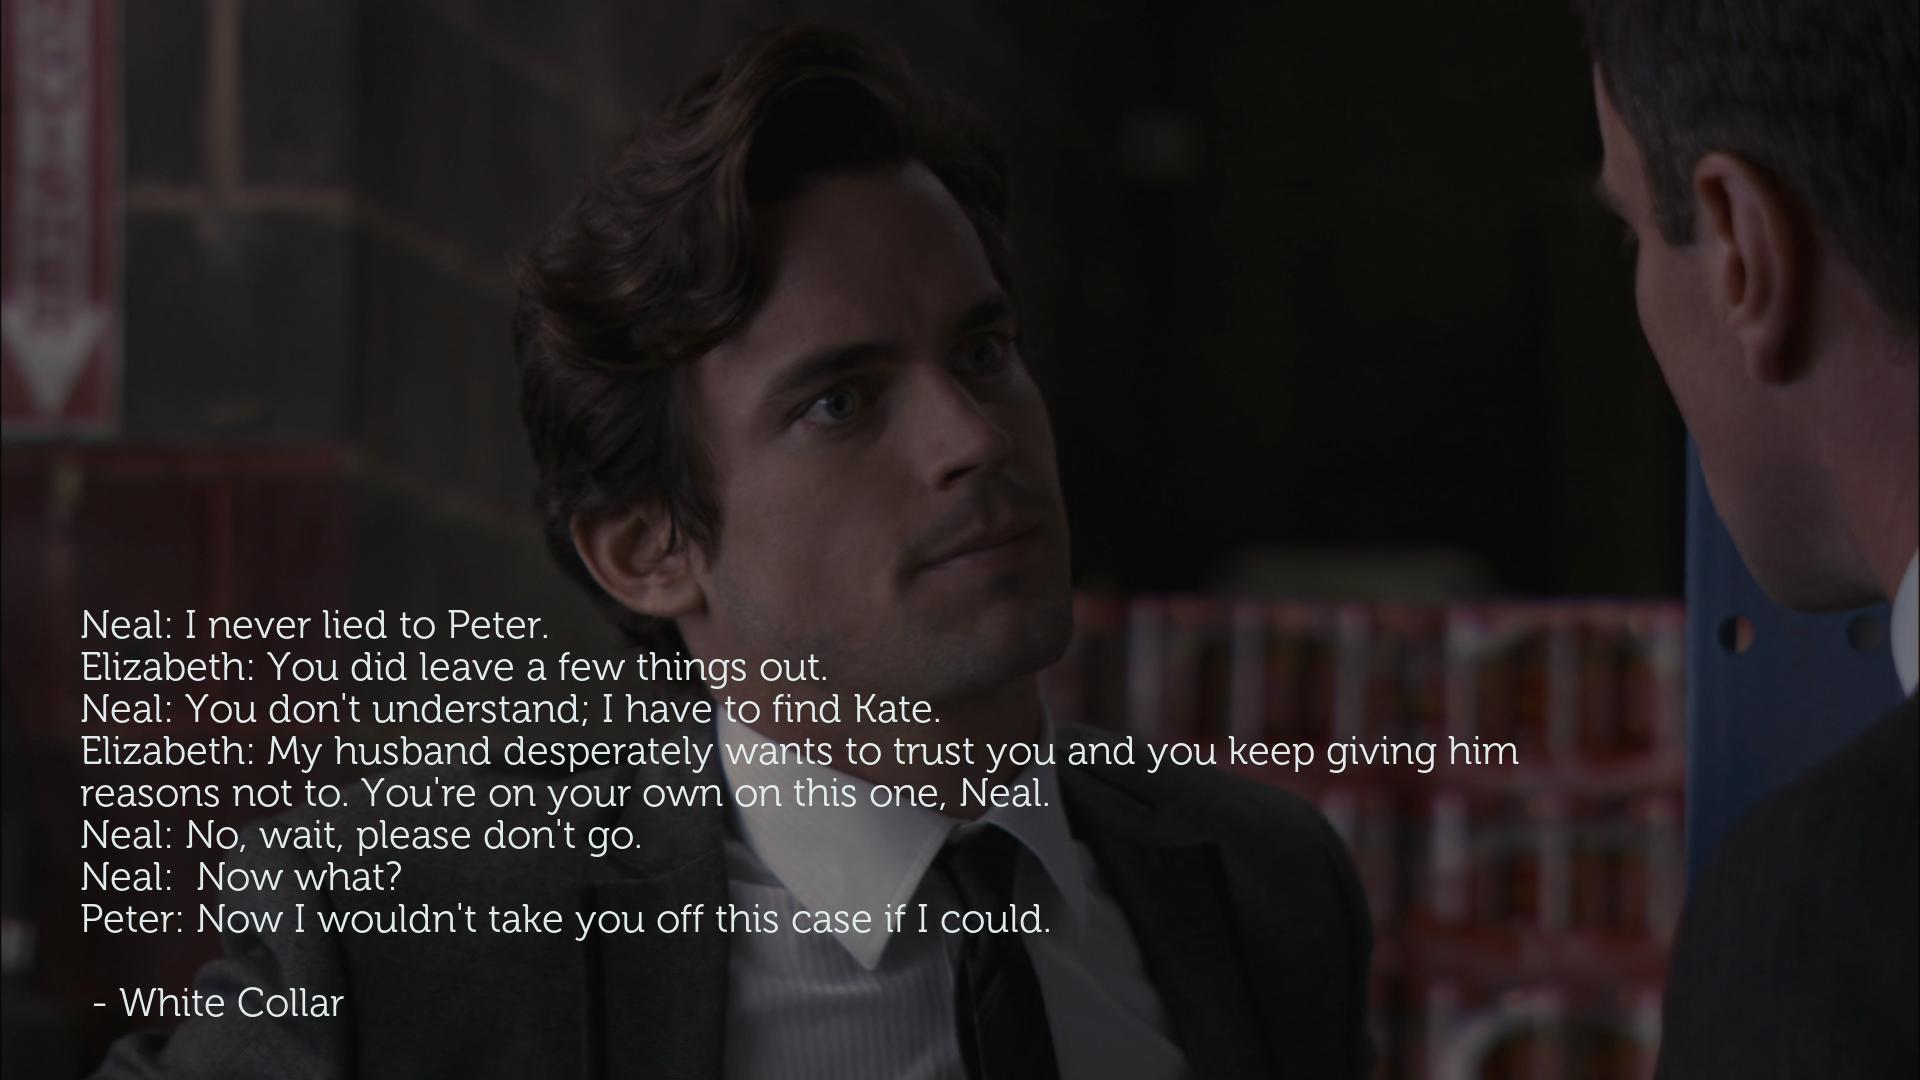 Neal: I never lied to Peter.
Elizabeth: You did leave a few things out.
Neal: You don't understand; I have to find Kate.
Elizabeth: My husband desperately wants to trust you and you keep giving him
reasons not to. You're on your own on this one, Neal.
Neal: No, wait, please don't go.
Neal:  Now what?
Peter: Now I wouldn't take you off this case if I could.
- White Collar